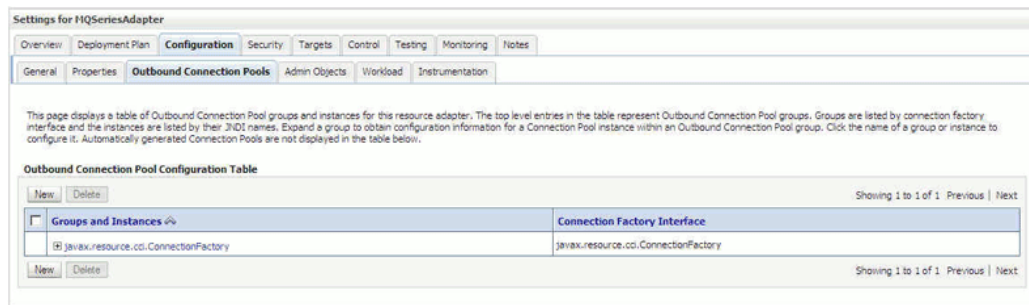 Settings for MQSeriesAdapter
Overview Deployment Plan Configuration Security Targets Control Testing Monitoring Notes
General Properties Outbound Connection Pools Admin Objects Workload Instrumentation
This page displays a table of Outbound Connection Pool groups and instances for this resource adapter. The top level entries in the table represent Outbound Connection Pool groups. Groups are listed by connection factory
interface and the instances are listed by their JNDI names. Expand a group to obtain configuration information for a Connection Pool instance within an Outbound Connection Pool group. Click the name of a group or instance to
configure it. Automatically generated Connection Pools are not displayed in the table below.
Outbound Connection Pool Configuration Table
New Delete Showing 1 to 1 of 1 Previous | Next
Groups and Instances Connection Factory Interface
javax.resource.cci.ConnectionFactory javax.resource.cci.ConnectionFactory
New Delete Showing 1 to 1 of 1 Previous | Next